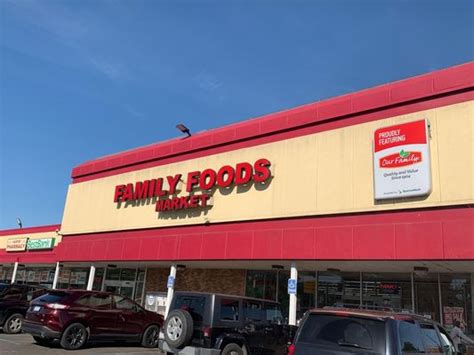 FAMILY FOODS
MARKET
PROUDLY
FEATURING
Our Family
Quality and Value
Since 1904
PHARMACY